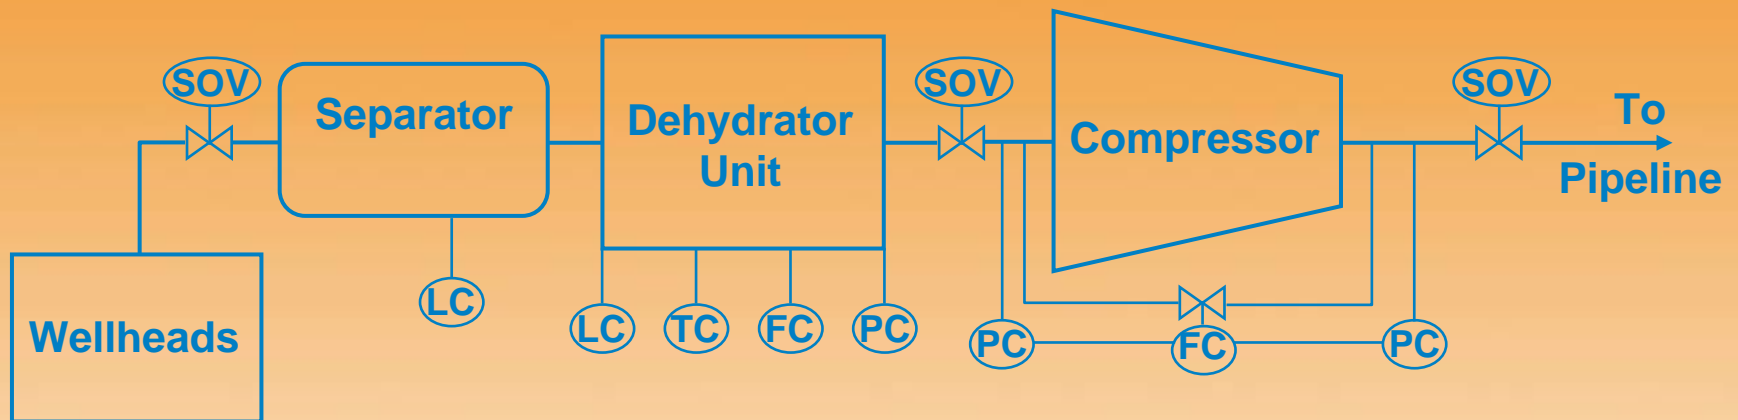 SOV
SOV
SOV
Separator
Dehydrator
Unit
Compressor
To
Pipeline
Wellheads
LC
LC
TC
FC
PC
PC
FC
PC